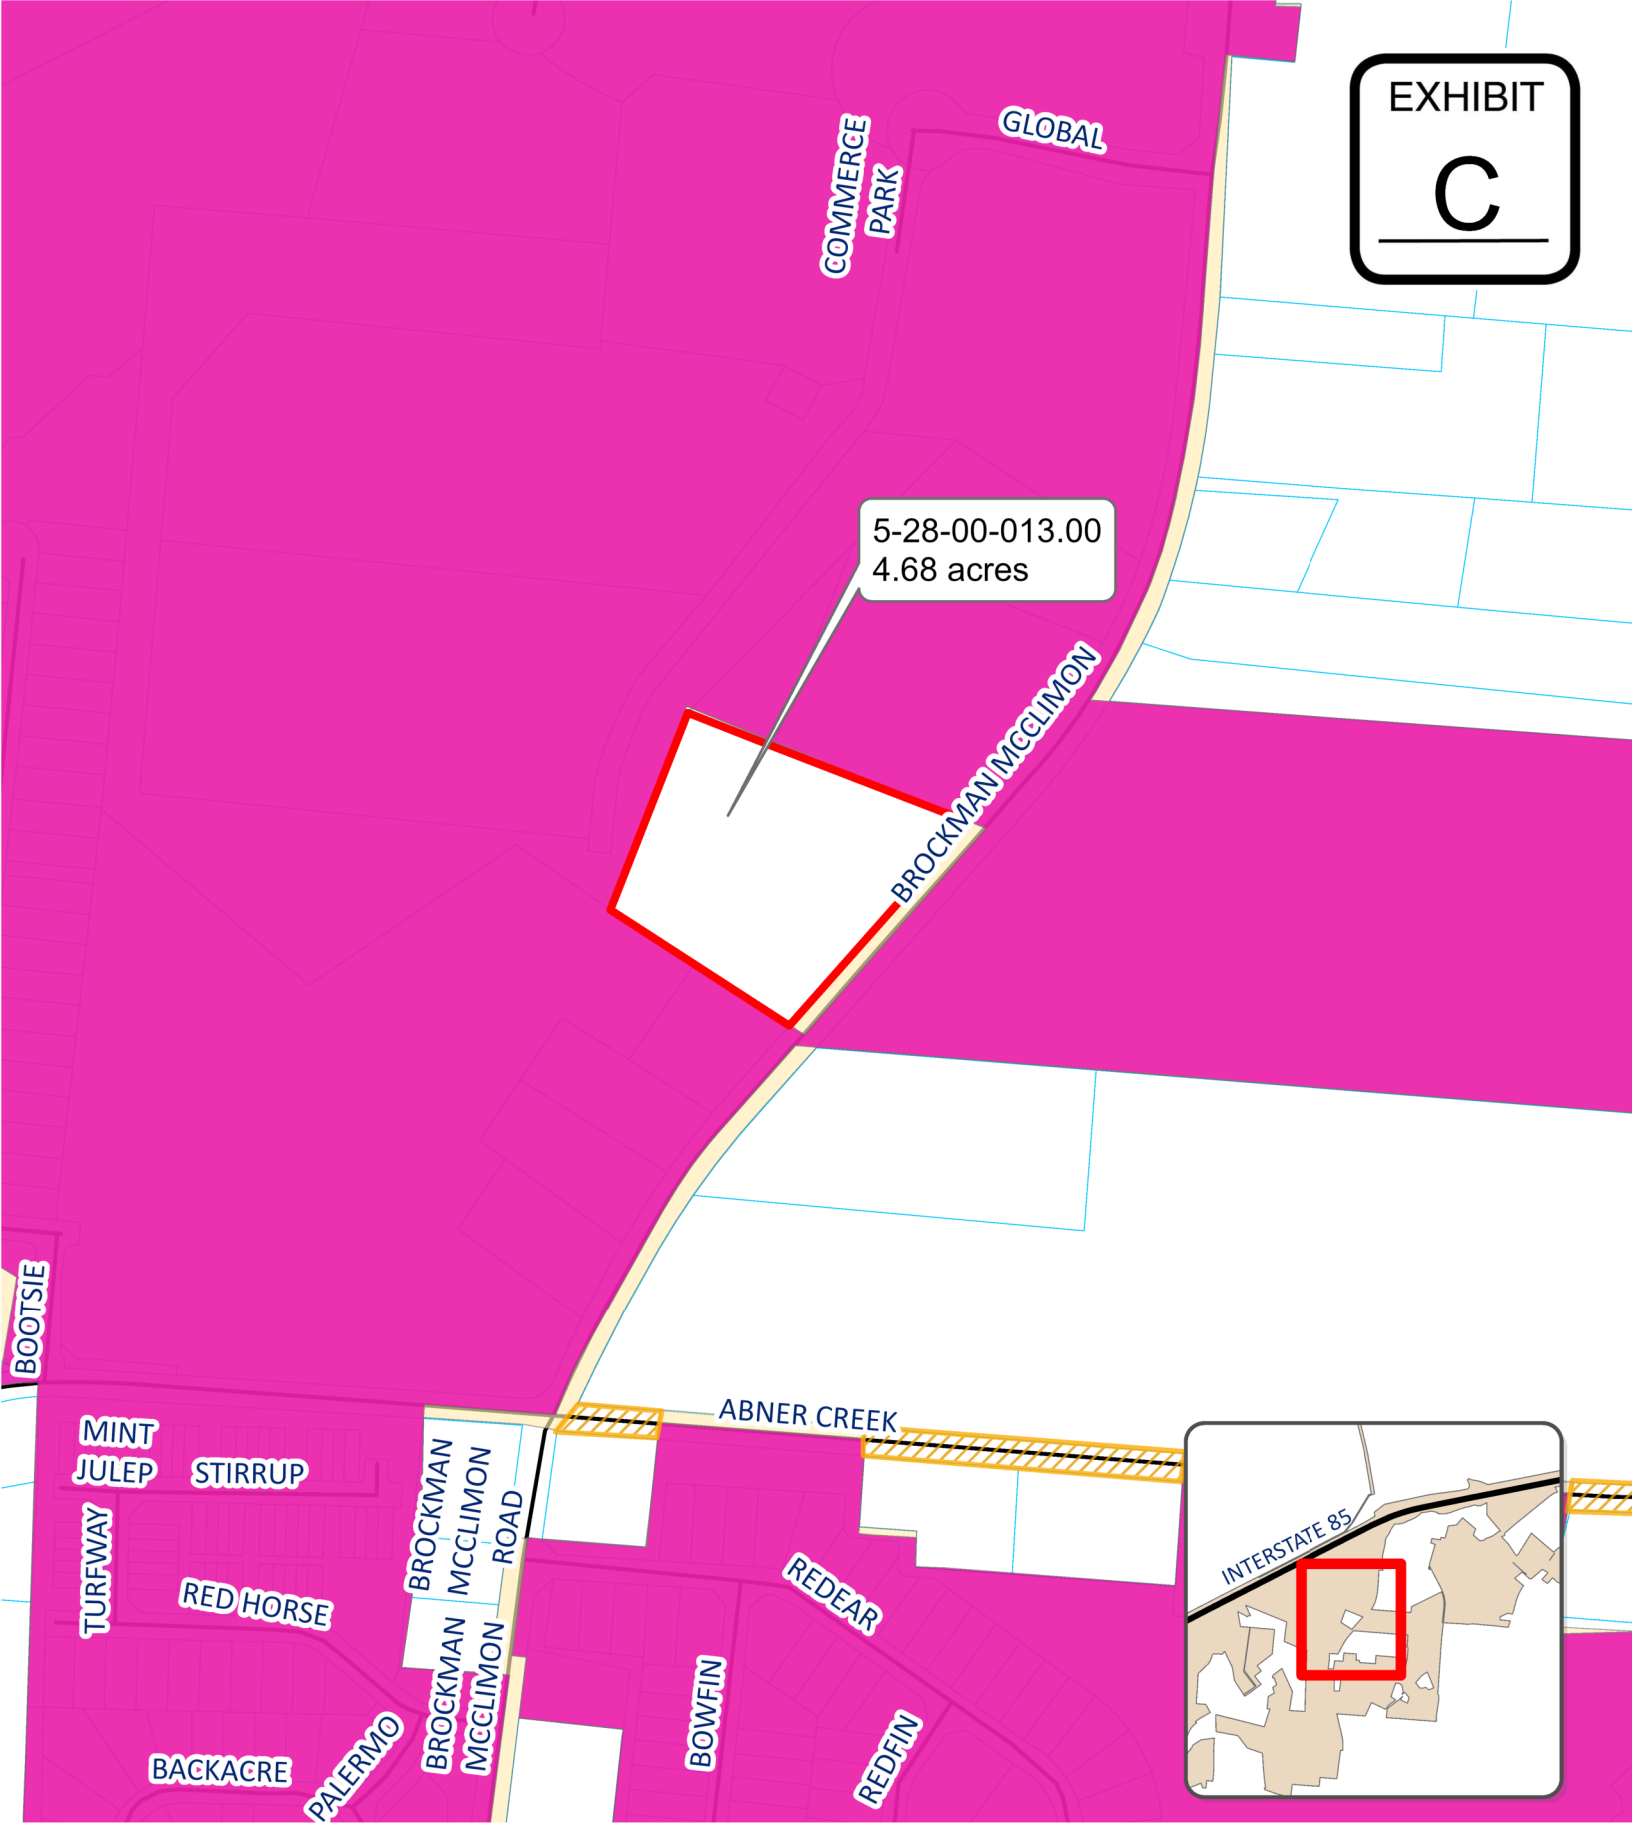 EXHIBIT
C
GLOBAL
COMMERCE
PARK
5-28-00-013.00
4.68 acres
BROCKMAN MCCLIMON
BOOTSIE
ABNER CREEK
MINT
JULEP
STIRRUP
TURFWAY
RED HORSE
BROCKMAN
MCCLIMON
ROAD
BROCKMAN
MCCLIMON
BACKACRE
PALERMO
REDEAR
BOWFIN
REDFIN
INTERSTATE 85